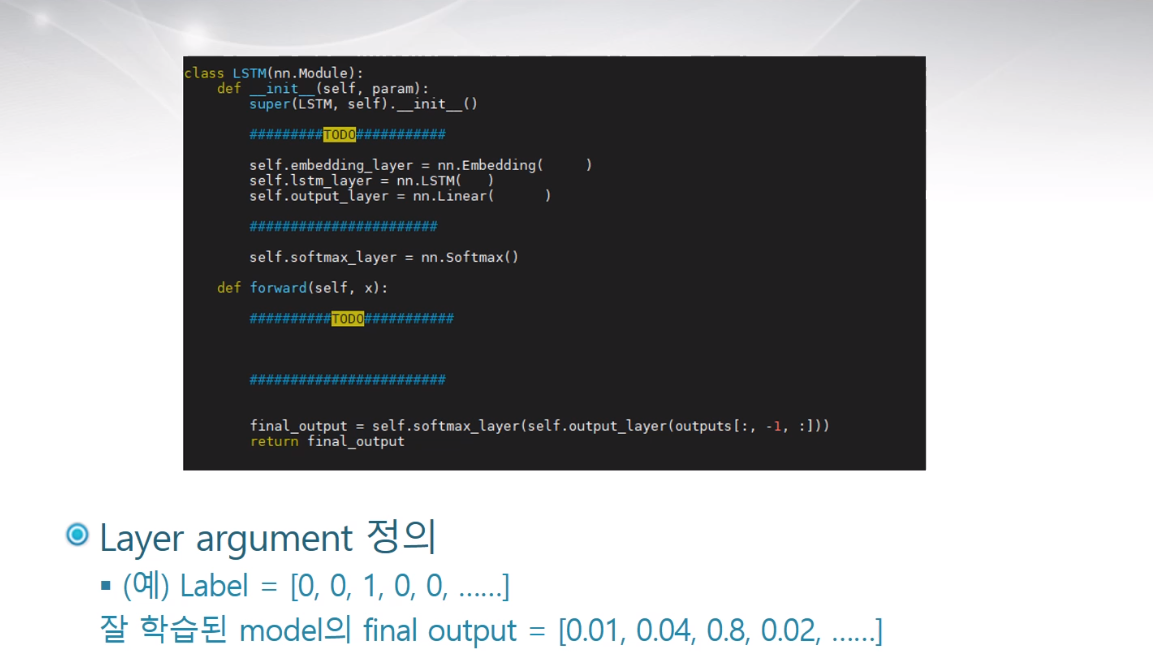 class LSTM(nn.Module):
    def __init__(self, param):
        super(LSTM, self).__init__()
        #########TODO###########
        self.embedding_layer = nn.Embedding(     )
        self.lstm_layer = nn.LSTM(   )
        self.output_layer = nn.Linear(      )
        #######################
        self.softmax_layer = nn.Softmax()
    def forward(self, x):
        ##########TODO###########
        ########################
        final_output = self.softmax_layer(self.output_layer(outputs[:, -1, :]))
        return final_output
Layer argument 정의
▪ (예) Label = [0, 0, 1, 0, 0, ……]
잘 학습된 model의 final output = [0.01, 0.04, 0.8, 0.02, ……]